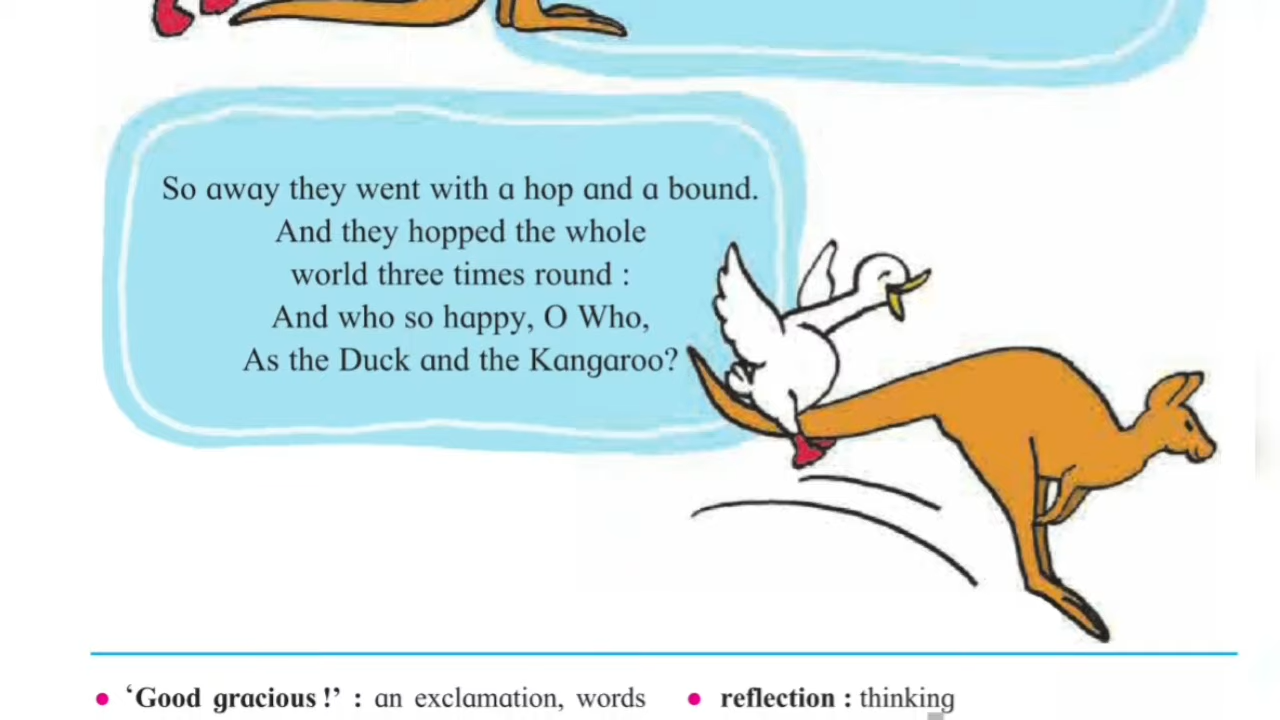 So away they went with a hop and a bound.
And they hopped the whole
world three times round :
And who so happy, O Who,
As the Duck and the Kangaroo?
• ‘Good gracious !’ : an exclamation, words
• reflection : thinking